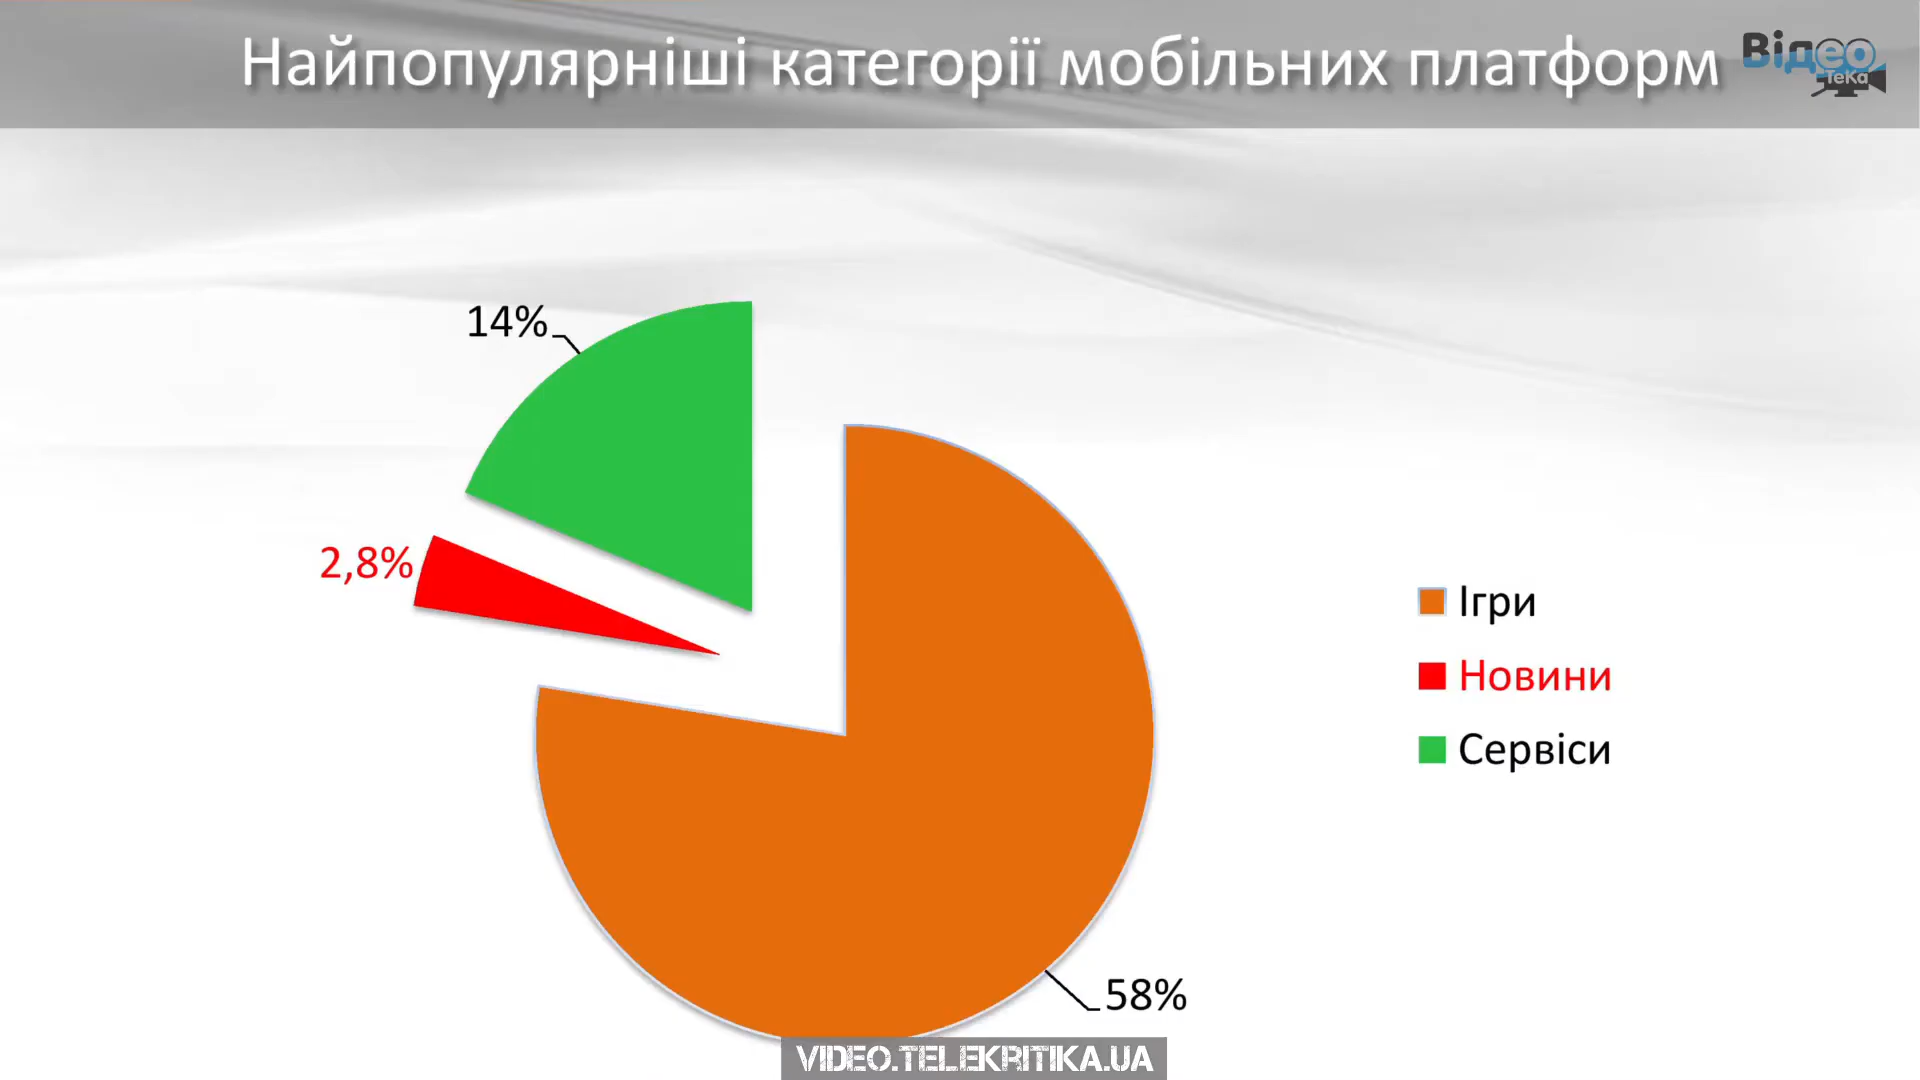 Найпопулярніші категорії мобільних платформ
Відео
ТеКа
14%
2,8%
58%
Ігри
Новини
Сервіси
VIDEO.TELEKRITIKA.UA